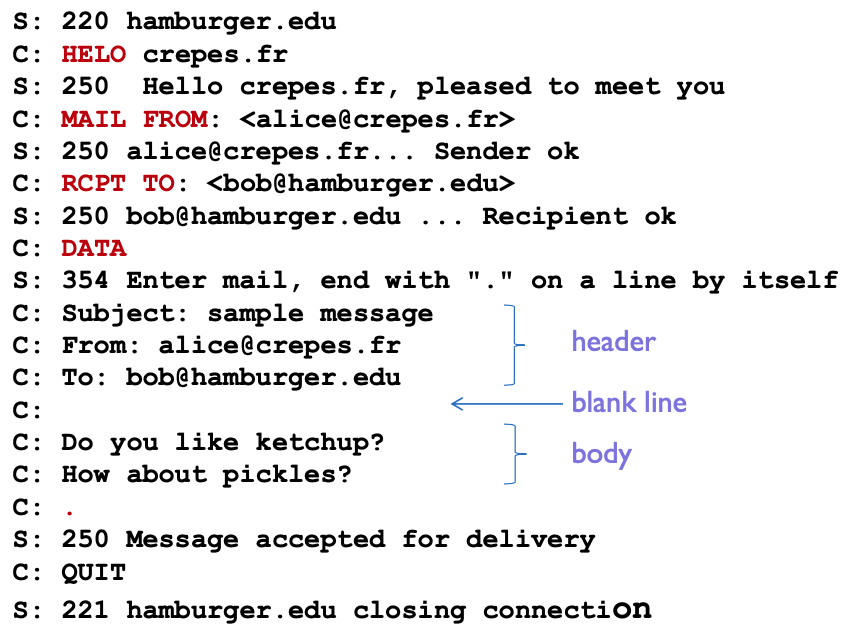 S: 220 hamburger.edu
C: HELO crepes.fr
S: 250  Hello crepes.fr, pleased to meet you
C: MAIL FROM: <alice@crepes.fr>
S: 250 alice@crepes.fr... Sender ok
C: RCPT TO: <bob@hamburger.edu>
S: 250 bob@hamburger.edu ... Recipient ok
C: DATA
S: 354 Enter mail, end with "." on a line by itself
C: Subject: sample message
C: From: alice@crepes.fr
header
C: To: bob@hamburger.edu
C:
blank line
C: Do you like ketchup?
body
C: How about pickles?
C: .
S: 250 Message accepted for delivery
C: QUIT
S: 221 hamburger.edu closing connection